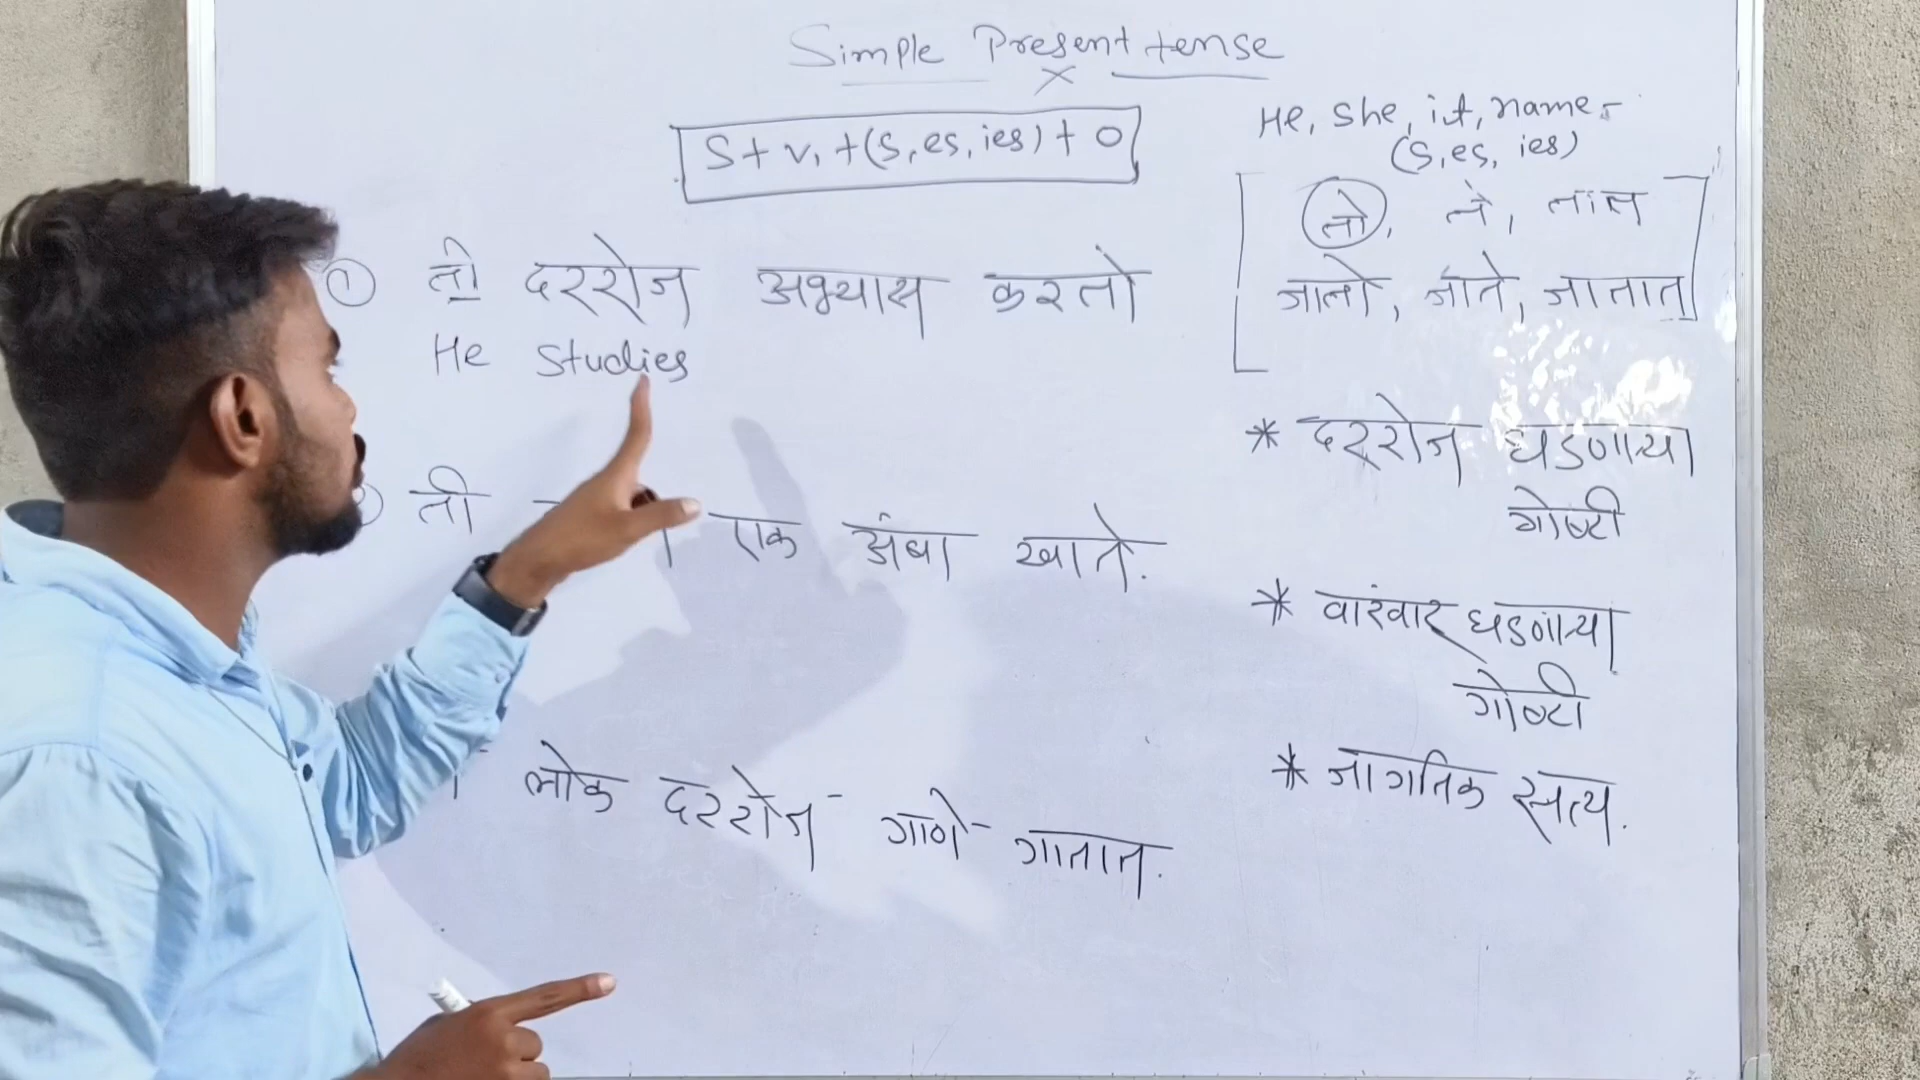 Simple Present tense
S + V₁ + (S, es, ies) + O
He, She, it, name -
(S, es, ies)
तो, ते, तात
जातो, जाते, जातात
① तो दररोज अभ्यास करतो
He Studies
ती एक अंबा खाते.
लोक दररोज गाणे गातात.
* दररोज घडणाऱ्या
गोष्टी
* वारंवार घडणाऱ्या
गोष्टी
* जागतिक सत्य.